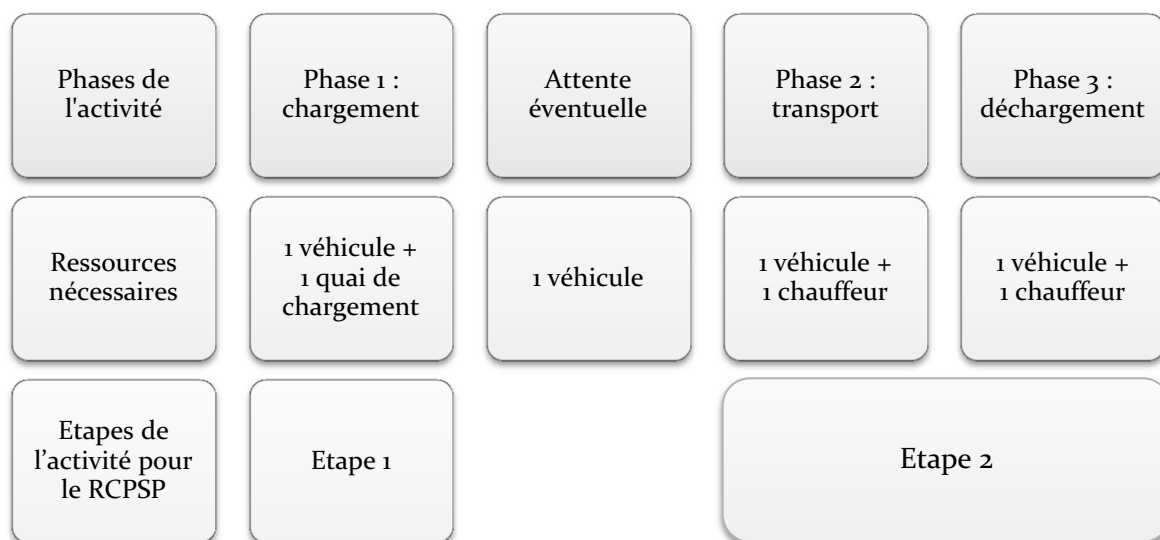 Phases de
l'activité
Phase 1 :
chargement
Attente
éventuelle
Phase 2 :
transport
Phase 3 :
déchargement
Ressources
nécessaires
1 véhicule +
1 quai de
chargement
1 véhicule
1 véhicule +
1 chauffeur
1 véhicule +
1 chauffeur
Etapes de
l’activité pour
le RCPSP
Etape 1
Etape 2